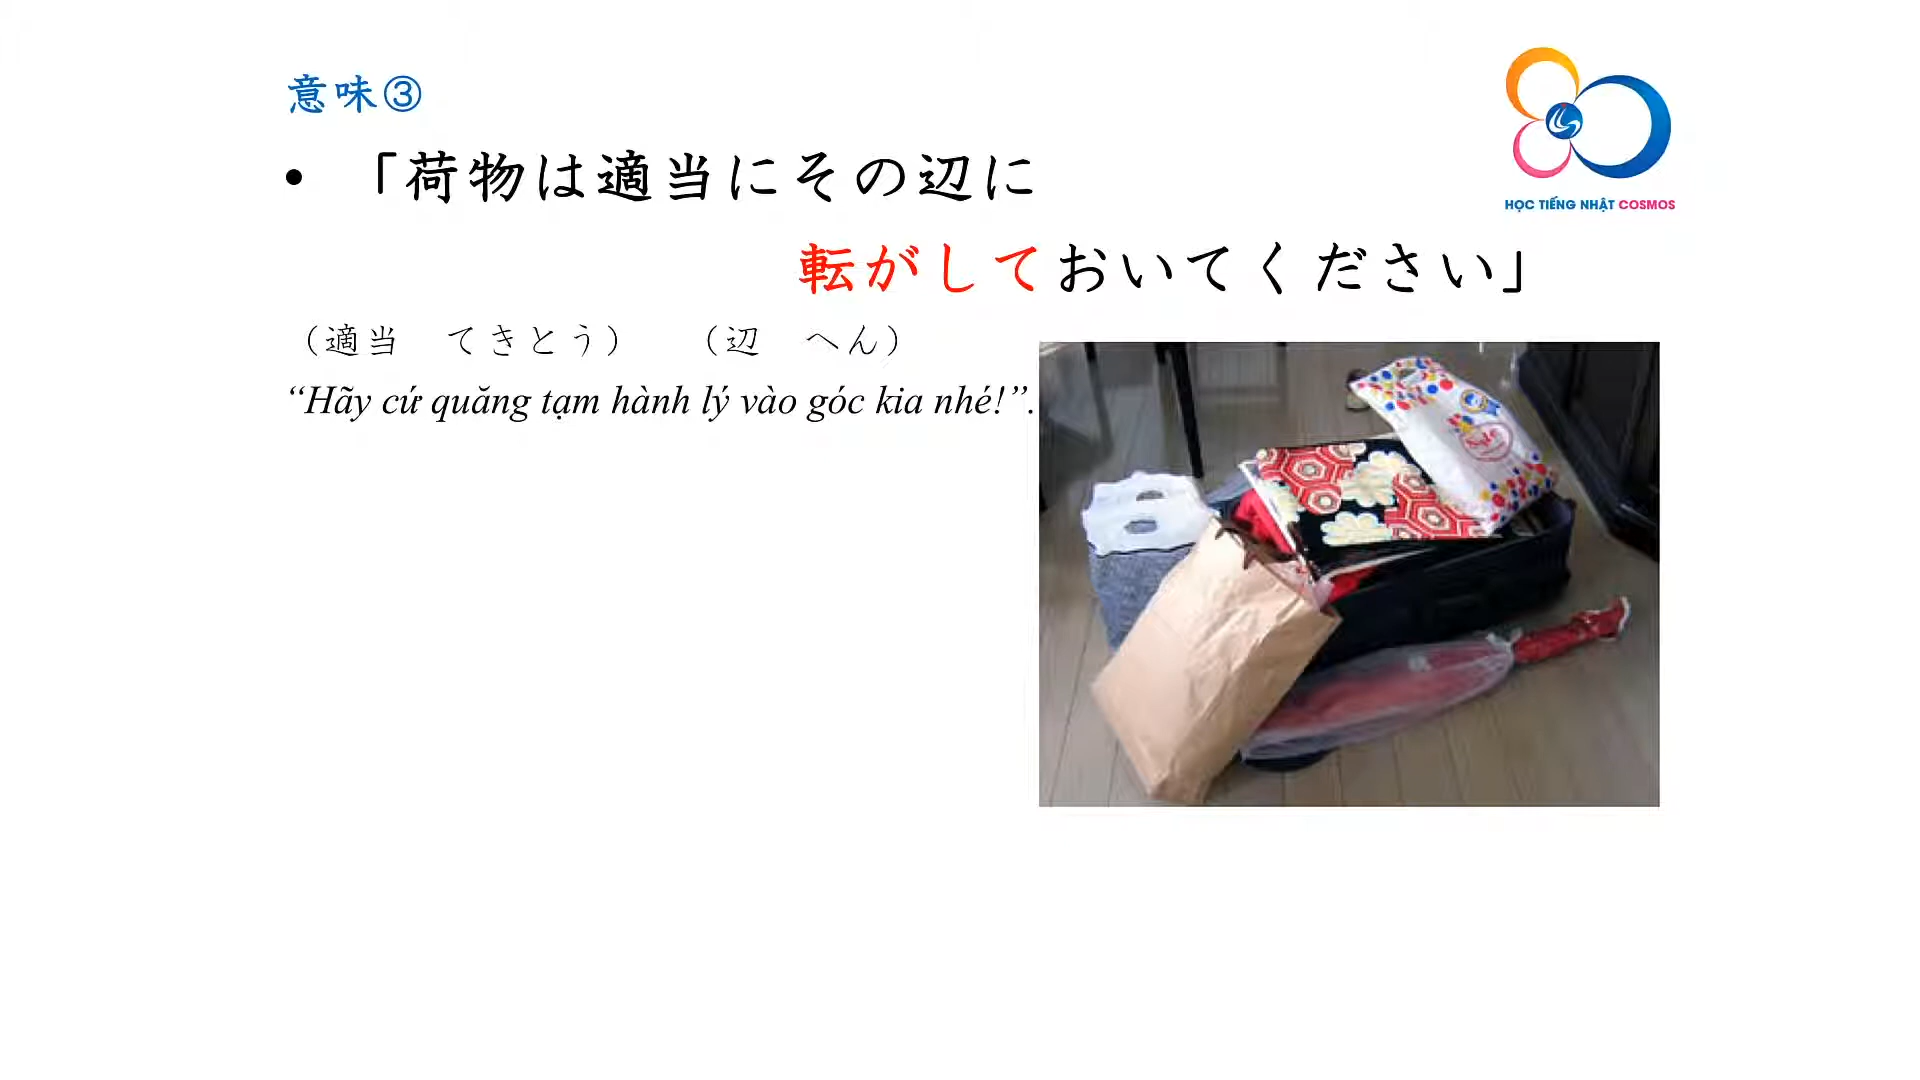 意味③
• 「荷物は適当にその辺に
転がしておいてください」
（適当　てきとう）　（辺　へん）
“Hãy cứ quăng tạm hành lý vào góc kia nhé!”.
HỌC TIẾNG NHẬT COSMOS